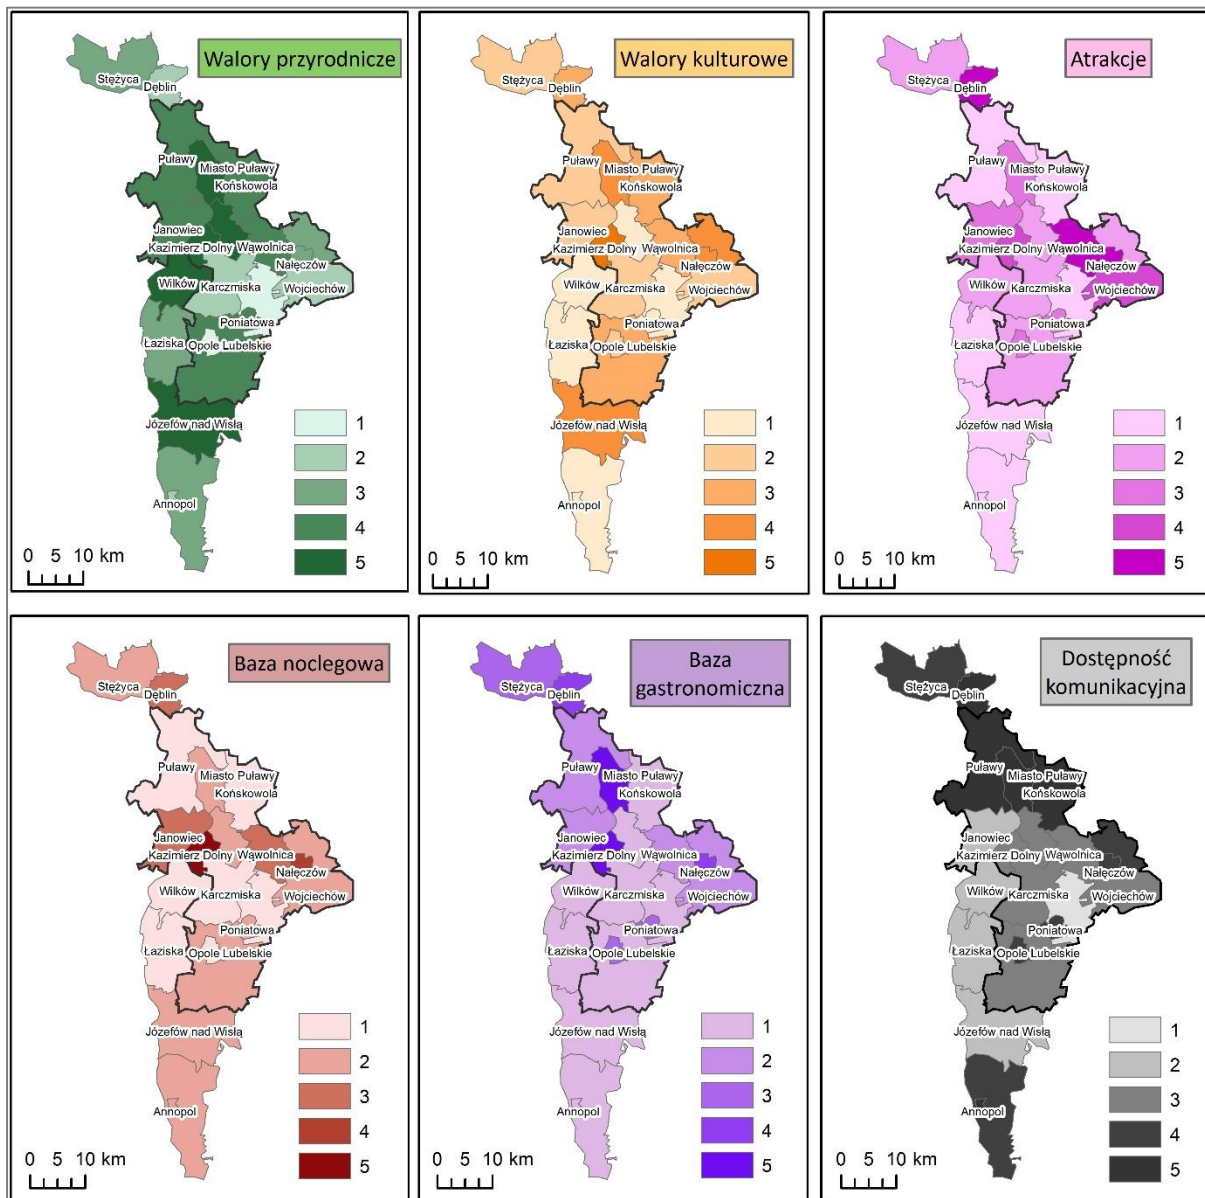 Walory przyrodnicze
Stężyca
Dęblin
Puławy
Miasto Puławy
Końskowola
Janowiec
Kazimierz Dolny
Wąwolnica
Nałęczów
Wilków
Karczmiska
Wojciechów
Poniatowa
Łaziska
Opole Lubelskie
Józefów nad Wisłą
Annopol
1
2
3
4
5
0 5 10 km
Walory kulturowe
Stężyca
Dęblin
Puławy
Miasto Puławy
Końskowola
Janowiec
Kazimierz Dolny
Wąwolnica
Nałęczów
Wilków
Karczmiska
Wojciechów
Poniatowa
Łaziska
Opole Lubelskie
Józefów nad Wisłą
Annopol
1
2
3
4
5
0 5 10 km
Atrakcje
Stężyca
Dęblin
Puławy
Miasto Puławy
Końskowola
Janowiec
Kazimierz Dolny
Wąwolnica
Nałęczów
Wilków
Karczmiska
Wojciechów
Poniatowa
Łaziska
Opole Lubelskie
Józefów nad Wisłą
Annopol
1
2
3
4
5
0 5 10 km
Baza noclegowa
Stężyca
Dęblin
Puławy
Miasto Puławy
Końskowola
Janowiec
Kazimierz Dolny
Wąwolnica
Nałęczów
Wilków
Karczmiska
Wojciechów
Poniatowa
Łaziska
Opole Lubelskie
Józefów nad Wisłą
Annopol
1
2
3
4
5
0 5 10 km
Baza
gastronomiczna
Stężyca
Dęblin
Puławy
Miasto Puławy
Końskowola
Janowiec
Kazimierz Dolny
Wąwolnica
Nałęczów
Wilków
Karczmiska
Wojciechów
Poniatowa
Łaziska
Opole Lubelskie
Józefów nad Wisłą
Annopol
1
2
3
4
5
0 5 10 km
Dostępność
komunikacyjna
Stężyca
Dęblin
Puławy
Miasto Puławy
Końskowola
Janowiec
Kazimierz Dolny
Wąwolnica
Nałęczów
Wilków
Karczmiska
Wojciechów
Poniatowa
Łaziska
Opole Lubelskie
Józefów nad Wisłą
Annopol
1
2
3
4
5
0 5 10 km